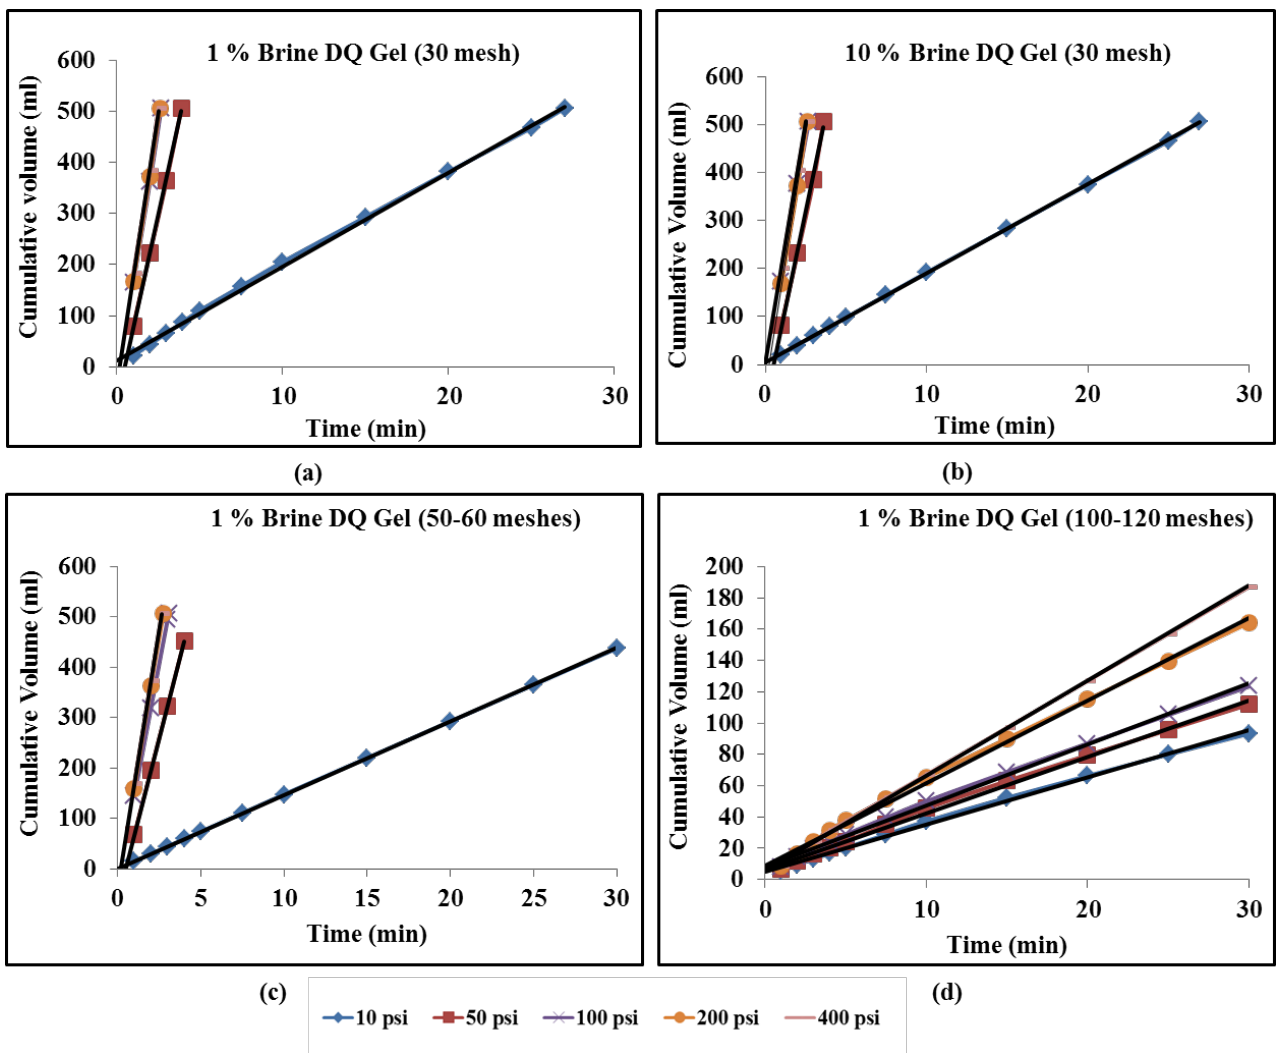 1 % Brine DQ Gel (30 mesh)
Cumulative volume (ml)
600
500
400
300
200
100
0
0 10 20 30
Time (min)
(a)
10 % Brine DQ Gel (30 mesh)
Cumulative Volume (ml)
600
500
400
300
200
100
0
0 10 20 30
Time (min)
(b)
1 % Brine DQ Gel (50-60 meshes)
Cumulative Volume (ml)
600
500
400
300
200
100
0
0 5 10 15 20 25 30
Time (min)
(c)
1 % Brine DQ Gel (100-120 meshes)
Cumulative Volume (ml)
200
180
160
140
120
100
80
60
40
20
0
0 10 20 30
Time (min)
(d)
10 psi 50 psi 100 psi 200 psi 400 psi